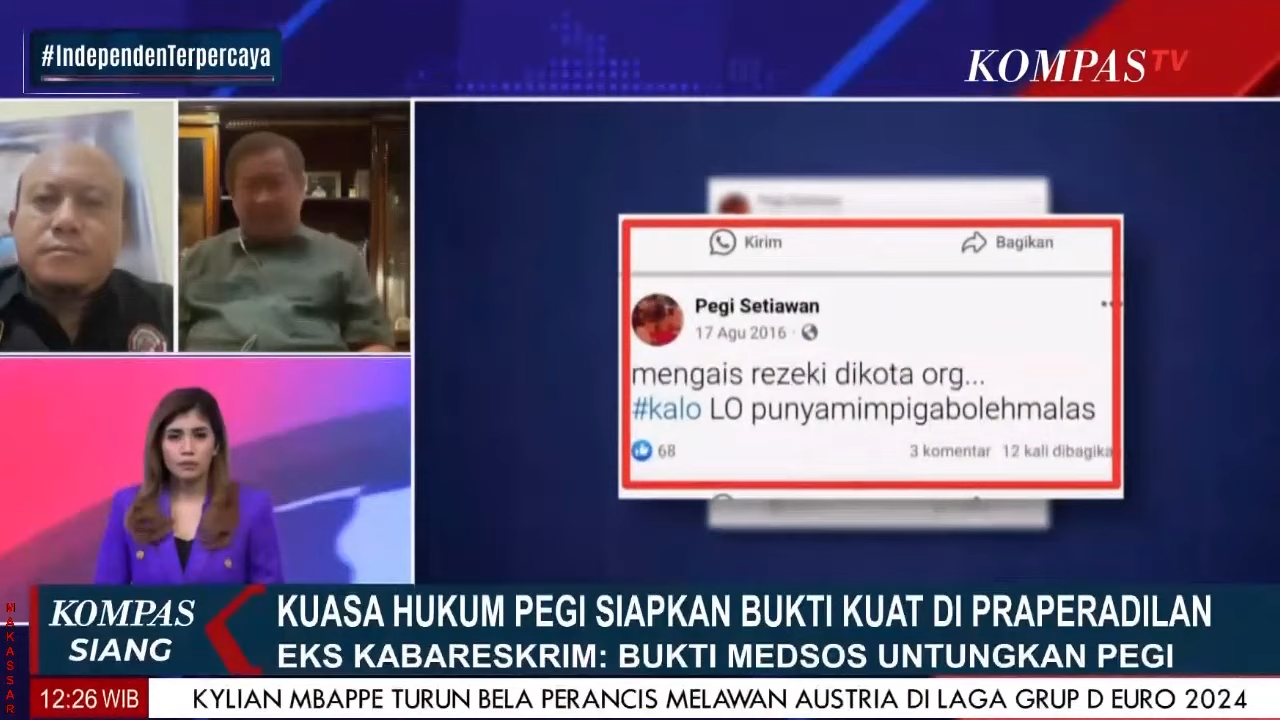 #IndependenTerpercaya
KOMPAS TV
Kirim
Bagikan
Pegi Setiawan
17 Agu 2016
mengais rezeki dikota org...
#kalo LO punyamimpigabolehmalas
68
3 komentar 12 kali dibagika
KOMPAS
SIANG
KUASA HUKUM PEGI SIAPKAN BUKTI KUAT DI PRAPERADILAN
EKS KABARESKRIM: BUKTI MEDSOS UNTUNGKAN PEGI
MAKASSAR
12:26 WIB
KYLIAN MBAPPE TURUN BELA PERANCIS MELAWAN AUSTRIA DI LAGA GRUP D EURO 2024